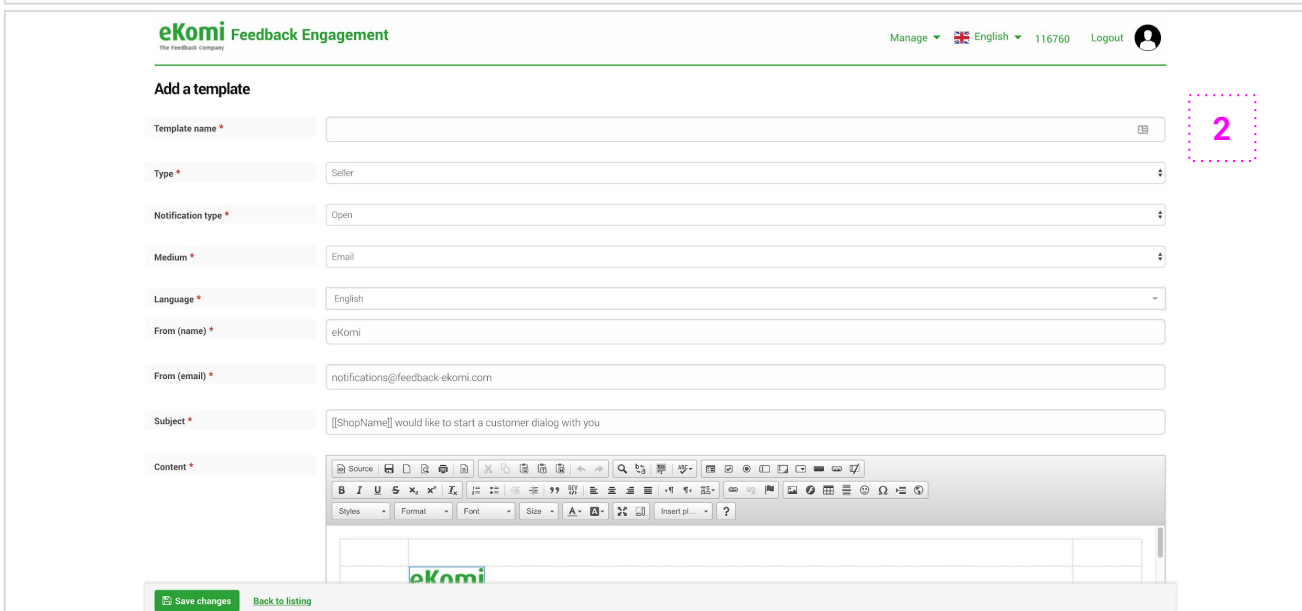 eKomi Feedback Engagement
The Feedback Company
Manage English 116760 Logout
Add a template
2
Template name *
Type * Seller
Notification type * Open
Medium * Email
Language * English
From (name) * eKomi
From (email) * notifications@feedback-ekomi.com
Subject * [[ShopName]] would like to start a customer dialog with you
Content *
Source
B I U S x₂ x² Iₓ
Styles Format Font Size A A Insert pl... ?
eKomi
Save changes Back to listing